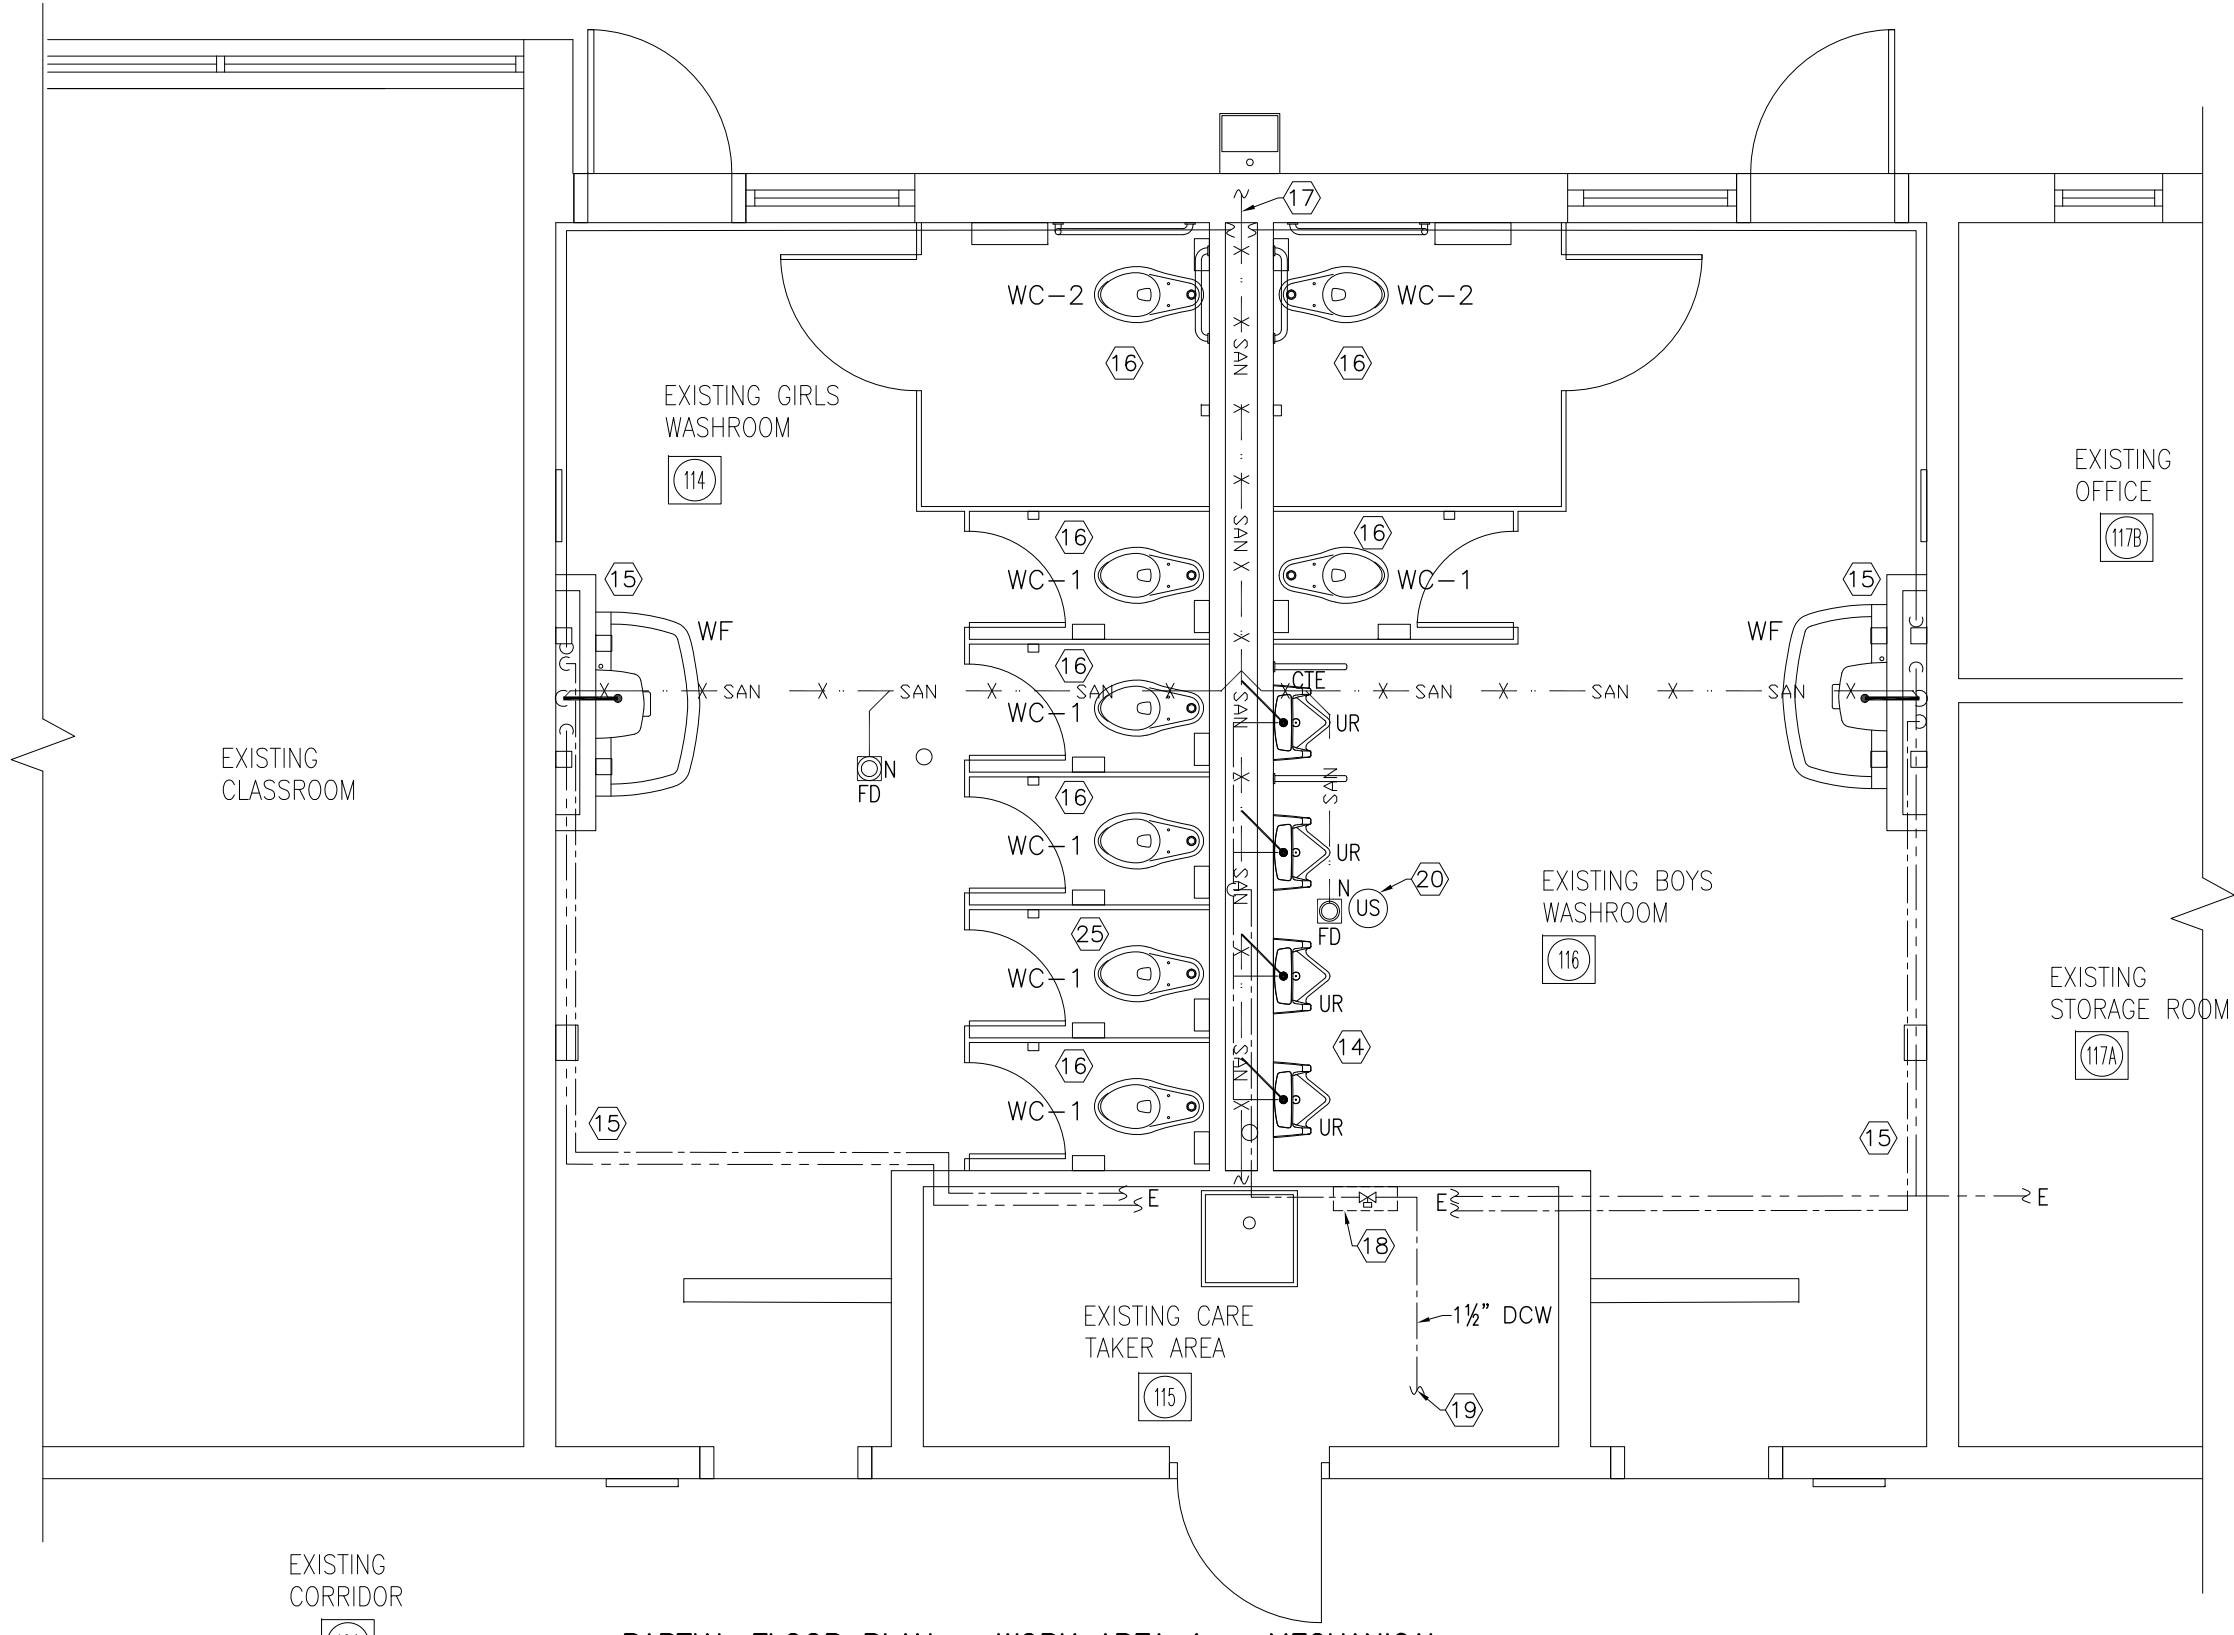 17
WC-2
WC-2
16
16
EXISTING GIRLS
WASHROOM
114
SAN
EXISTING
OFFICE
117B
16
16
SAN
15
WC-1
WC-1
15
WF
WF
16
CTE
SAN
SAN
SAN
SAN
SAN
SAN
SAN
WC-1
UR
EXISTING
CLASSROOM
N
FD
SAN
16
WC-1
UR
SAN
N
US
20
FD
EXISTING BOYS
WASHROOM
116
25
WC-1
UR
EXISTING
STORAGE ROOM
117A
16
14
SAN
WC-1
UR
15
15
E
E
E
18
EXISTING CARE
TAKER AREA
115
1½" DCW
19
EXISTING
CORRIDOR